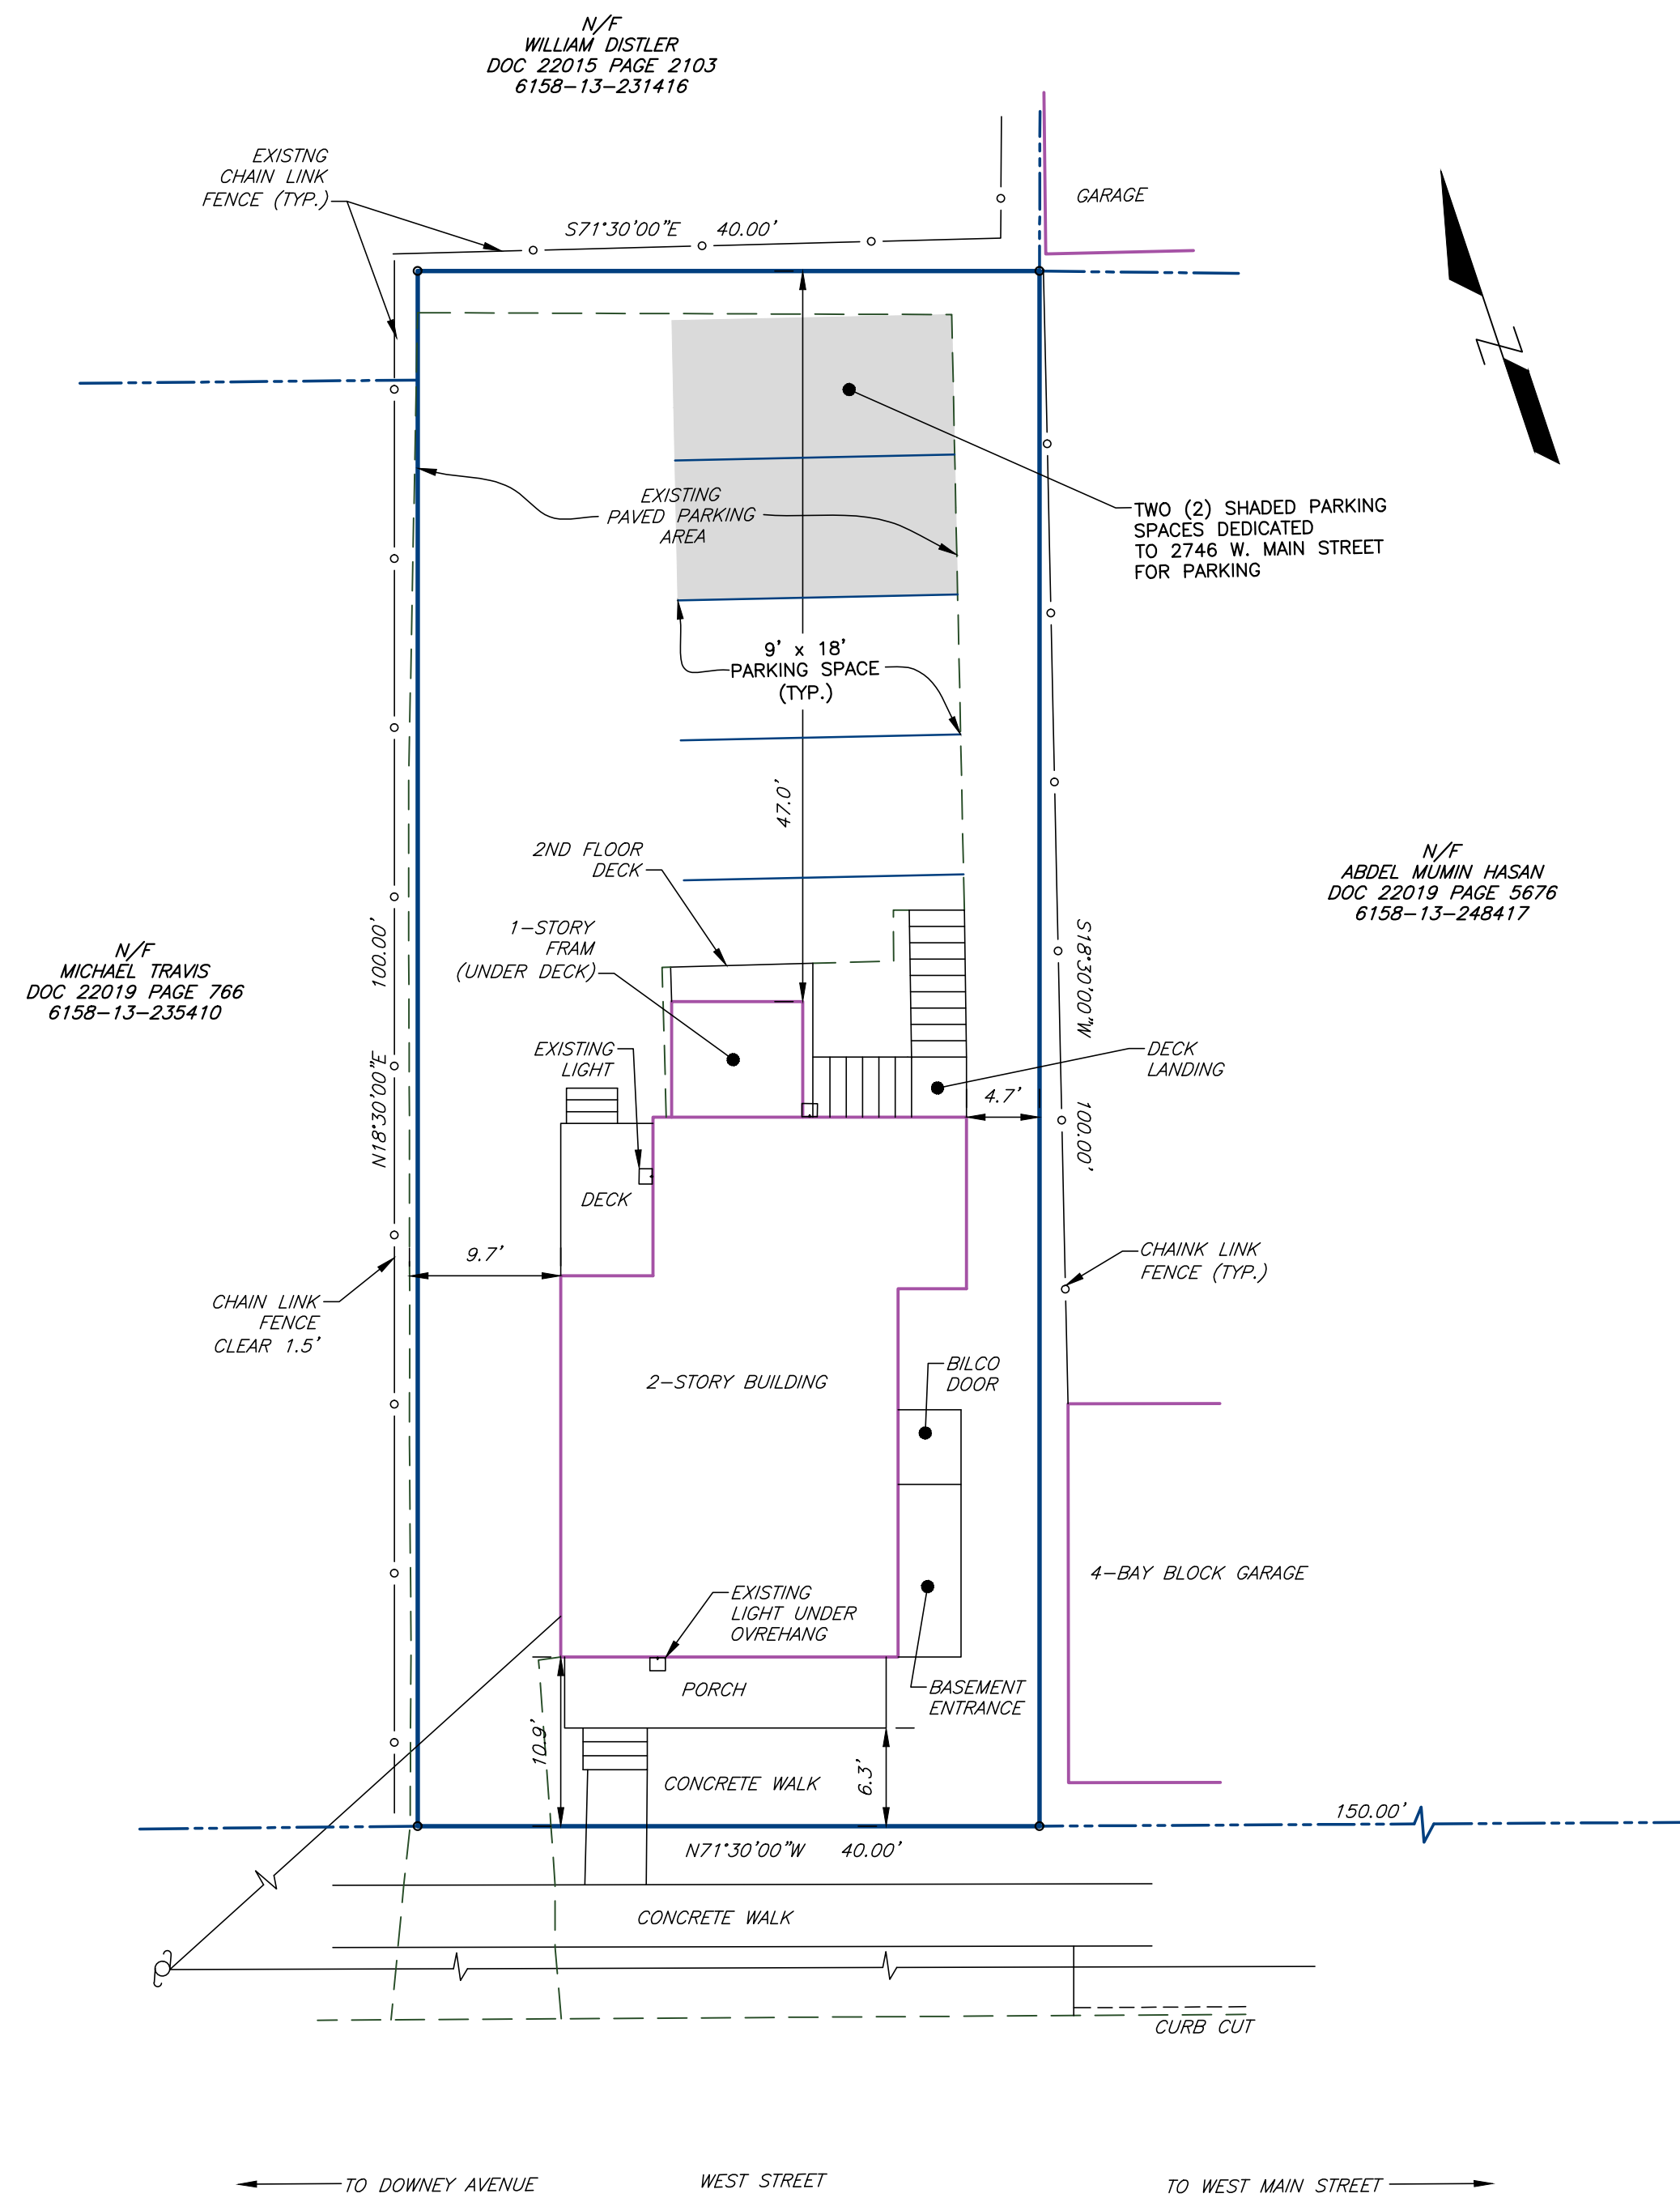 N/F
WILLIAM DISTLER
DOC 22015 PAGE 2103
6158-13-231416
EXISTNG
CHAIN LINK
FENCE (TYP.)
GARAGE
S71°30'00"E 40.00'
EXISTING
PAVED PARKING
AREA
TWO (2) SHADED PARKING
SPACES DEDICATED
TO 2746 W. MAIN STREET
FOR PARKING
9' x 18'
PARKING SPACE
(TYP.)
47.0'
2ND FLOOR
DECK
N/F
ABDEL MUMIN HASAN
DOC 22019 PAGE 5676
6158-13-248417
1-STORY
FRAM
(UNDER DECK)
N/F
MICHAEL TRAVIS
DOC 22019 PAGE 766
6158-13-235410
N18°30'00"E 100.00'
S18°30'00"W 100.00'
EXISTING
LIGHT
DECK
LANDING
4.7'
DECK
9.7'
CHAINK LINK
FENCE (TYP.)
CHAIN LINK
FENCE
CLEAR 1.5'
2-STORY BUILDING
BILCO
DOOR
4-BAY BLOCK GARAGE
EXISTING
LIGHT UNDER
OVREHANG
PORCH
BASEMENT
ENTRANCE
10.9'
CONCRETE WALK
6.3'
150.00'
N71°30'00"W 40.00'
CONCRETE WALK
CURB CUT
TO DOWNEY AVENUE
WEST STREET
TO WEST MAIN STREET
Z